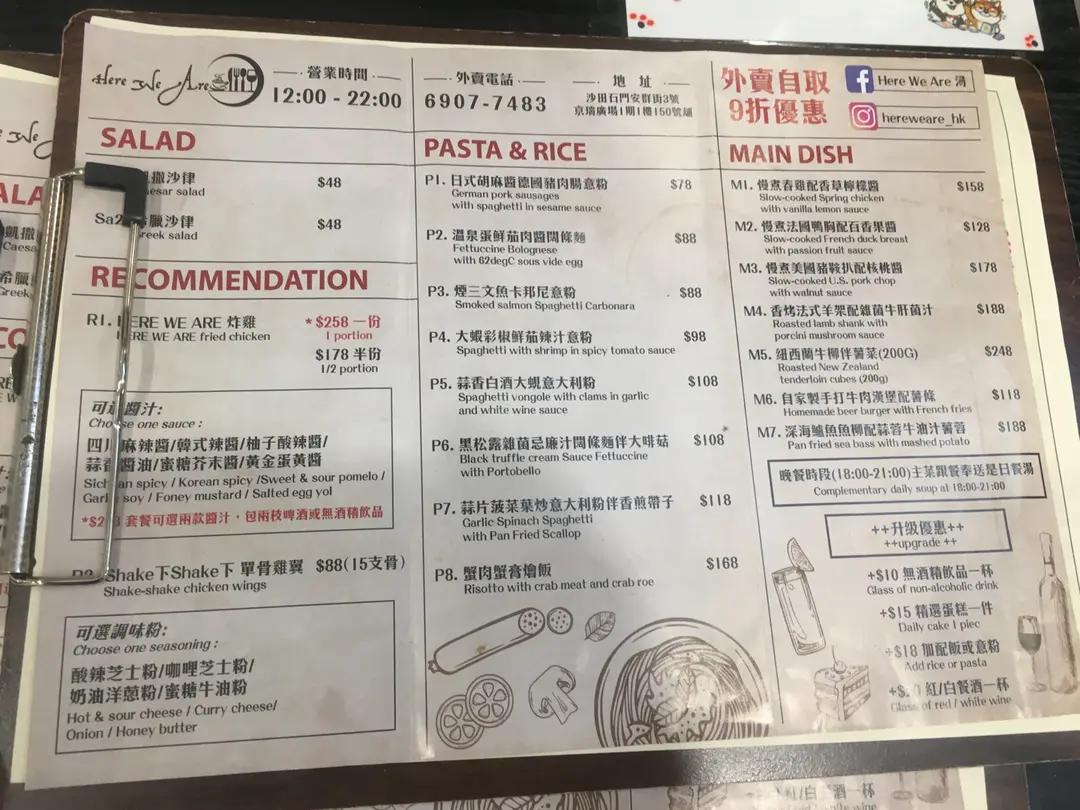 Here We Are
營業時間
12:00 - 22:00
外賣電話
6907-7483
地 址
沙田石門安群街3號
京瑞廣場1期1樓150號舖
外賣自取
9折優惠
Here We Are 潯
hereweare_hk
SALAD
凱撒沙律 $48
esar salad
Sa2 臘沙律 $48
reek salad
RECOMMENDATION
R1. HERE WE ARE 炸雞 *$258 一份
HERE WE ARE fried chicken 1 portion
$178 半份
1/2 portion
可選醬汁:
Choose one sauce :
四川麻辣醬/韓式辣醬/柚子酸辣醬/
蒜香醬油/蜜糖芥末醬/黃金蛋黃醬
Sichuan spicy / Korean spicy /Sweet & sour pomelo /
Garlic soy / Foney mustard / Salted egg yol
*$258 套餐可選兩款醬汁，包兩枝啤酒或無酒精飲品
Shake下Shake下 單骨雞翼 $88(15支骨)
Shake-shake chicken wings
可選調味粉:
Choose one seasoning :
酸辣芝士粉/咖哩芝士粉/
奶油洋蔥粉/蜜糖牛油粉
Hot & sour cheese / Curry cheese/
Onion / Honey butter
PASTA & RICE
P1. 日式胡麻醬德國豬肉腸意粉 $78
German pork sausages
with spaghetti in sesame sauce
P2. 溫泉蛋鮮茄肉醬闊條麵 $88
Fettuccine Bolognese
with 62degC sous vide egg
P3. 煙三文魚卡邦尼意粉 $88
Smoked salmon Spaghetti Carbonara
P4. 大蝦彩椒鮮茄辣汁意粉 $98
Spaghetti with shrimp in spicy tomato sauce
P5. 蒜香白酒大蜆意大利粉 $108
Spaghetti vongole with clams in garlic
and white wine sauce
P6. 黑松露雜菌忌廉汁闊條麵伴大啡菇 $108
Black truffle cream Sauce Fettuccine
with Portobello
P7. 蒜片菠菜葉炒意大利粉伴香煎帶子 $118
Garlic Spinach Spaghetti
with Pan Fried Scallop
P8. 蟹肉蟹膏燴飯 $168
Risotto with crab meat and crab roe
MAIN DISH
M1. 慢煮春雞配香草檸檬醬 $158
Slow-cooked Spring chicken
with vanilla lemon sauce
M2. 慢煮法國鴨胸配百香果醬 $128
Slow-cooked French duck breast
with passion fruit sauce
M3. 慢煮美國豬鞍扒配核桃醬 $178
Slow-cooked U.S. pork chop
with walnut sauce
M4. 香烤法式羊架配雜菌牛肝菌汁 $188
Roasted lamb shank with
porcini mushroom sauce
M5. 紐西蘭牛柳伴薯菜(200G) $248
Roasted New Zealand
tenderloin cubes (200g)
M6. 自家製手打牛肉漢堡配薯條 $118
Homemade beer burger with French fries
M7. 深海鱸魚魚柳配蒜蓉牛油汁薯蓉 $188
Pan fried sea bass with mashed potato
晚餐時段(18:00-21:00)主菜跟餐奉送是日餐湯
Complementary daily soup at 18:00-21:00
++升級優惠++
++upgrade ++
+$10 無酒精飲品一杯
Glass of non-alcoholic drink
+$15 精選蛋糕一件
Daily cake 1 piec
+$18 加配飯或意粉
Add rice or pasta
紅/白餐酒一杯
Glass of red / white wine